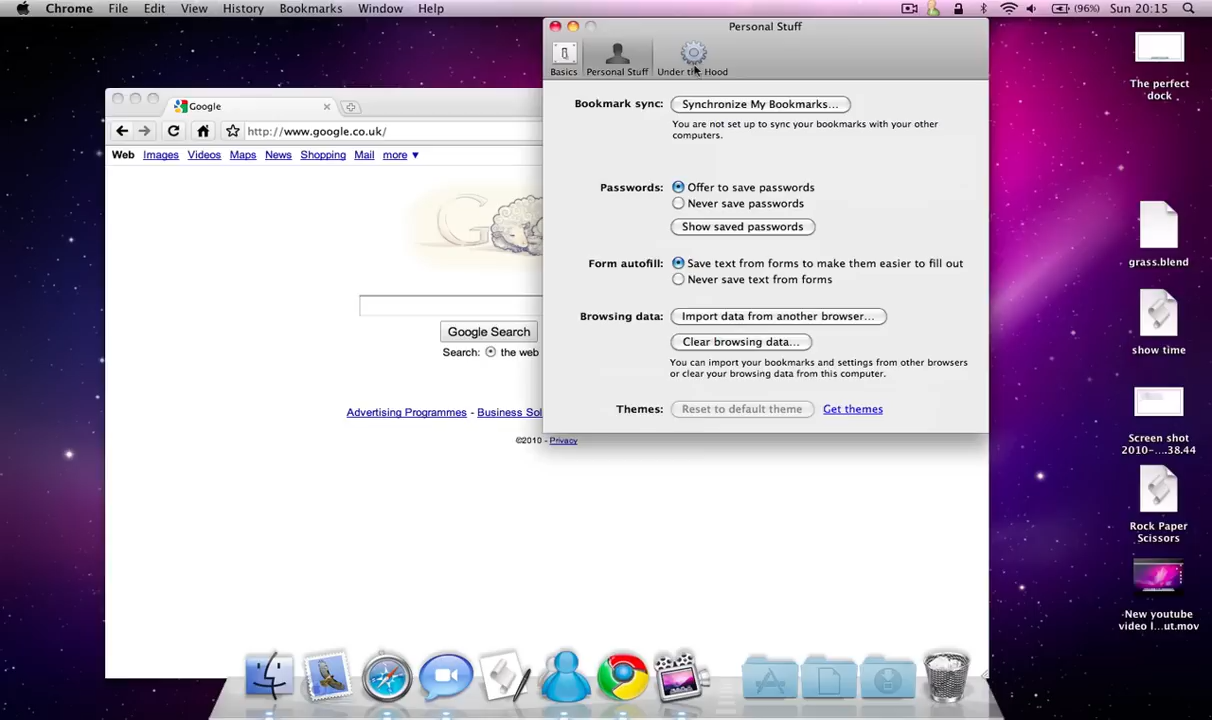 Chrome File Edit View History Bookmarks Window Help
(96%) Sun 20:15
Personal Stuff
Basics Personal Stuff Under the Hood
Bookmark sync: Synchronize My Bookmarks...
You are not set up to sync your bookmarks with your other
computers.
Passwords: Offer to save passwords
Never save passwords
Show saved passwords
Form autofill: Save text from forms to make them easier to fill out
Never save text from forms
Browsing data: Import data from another browser...
Clear browsing data...
You can import your bookmarks and settings from other browsers
or clear your browsing data from this computer.
Themes: Reset to default theme Get themes
Google
http://www.google.co.uk/
Web Images Videos Maps News Shopping Mail more ▼
G
Google Search
Search: the web
Advertising Programmes - Business Sol
©2010 - Privacy
The perfect
dock
grass.blend
show time
Screen shot
2010-...38.44
Rock Paper
Scissors
New youtube
video l...ut.mov